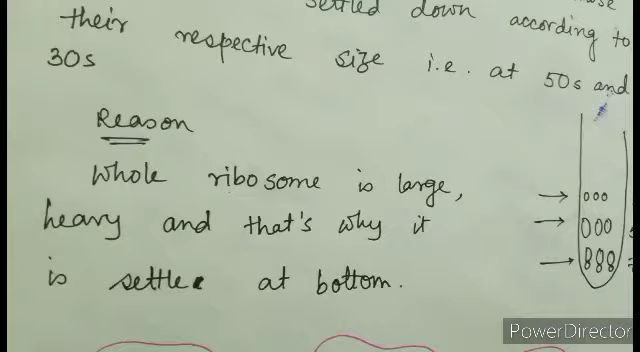 settled down according to
their respective size i.e. at 50s and
30s
Reason
Whole ribosome is large,
heavy and that's why it
is settle at bottom.
PowerDirector